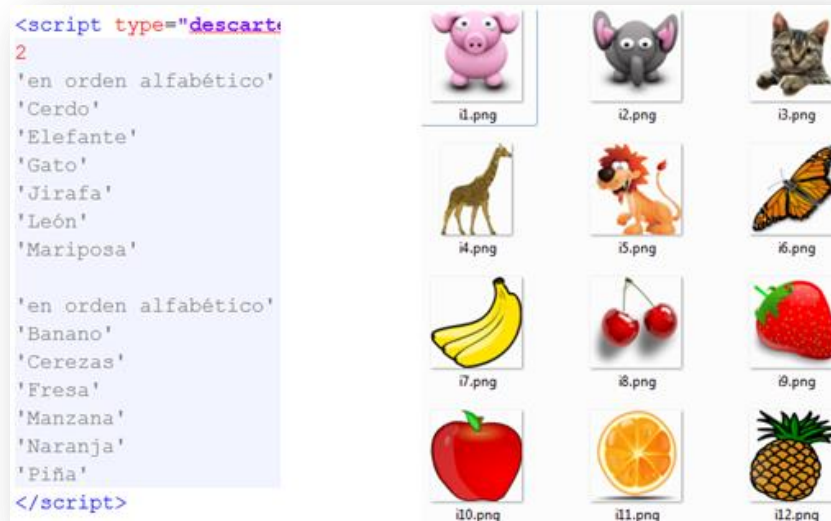 <script type="descarte
2
'en orden alfabético'
'Cerdo'
'Elefante'
'Gato'
'Jirafa'
'León'
'Mariposa'
'en orden alfabético'
'Banano'
'Cerezas'
'Fresa'
'Manzana'
'Naranja'
'Piña'
</script>
i1.png
i2.png
i3.png
i4.png
i5.png
i6.png
i7.png
i8.png
i9.png
i10.png
i11.png
i12.png